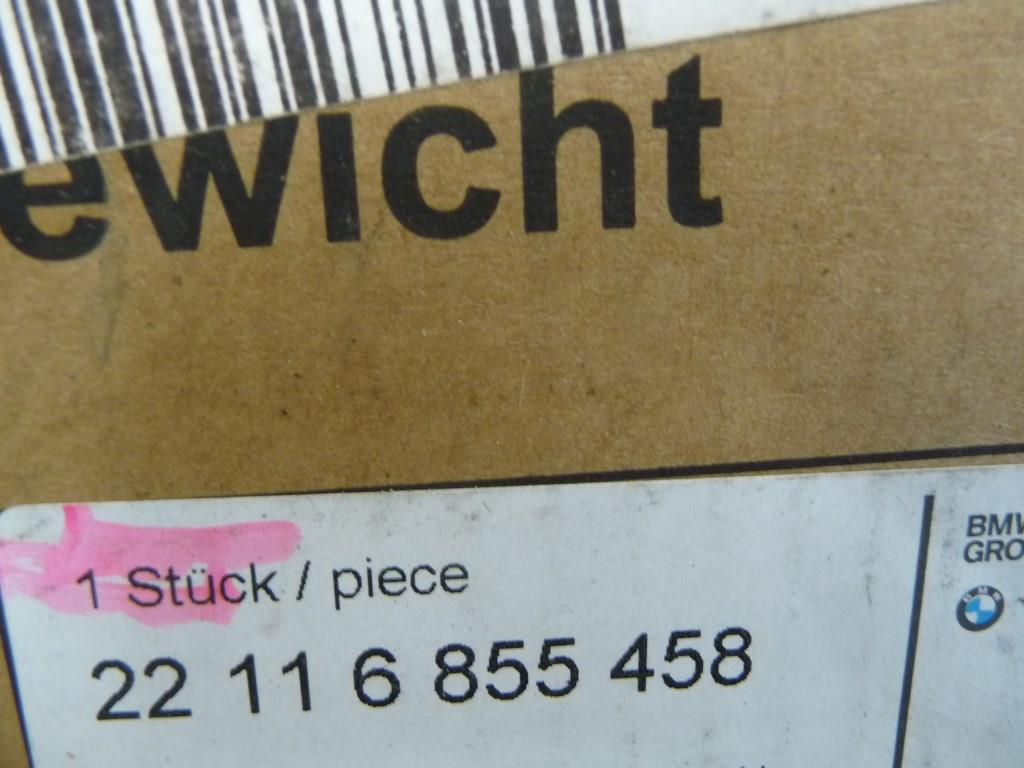 ewicht
1 Stück / piece
22 11 6 855 458
BMW
GRO